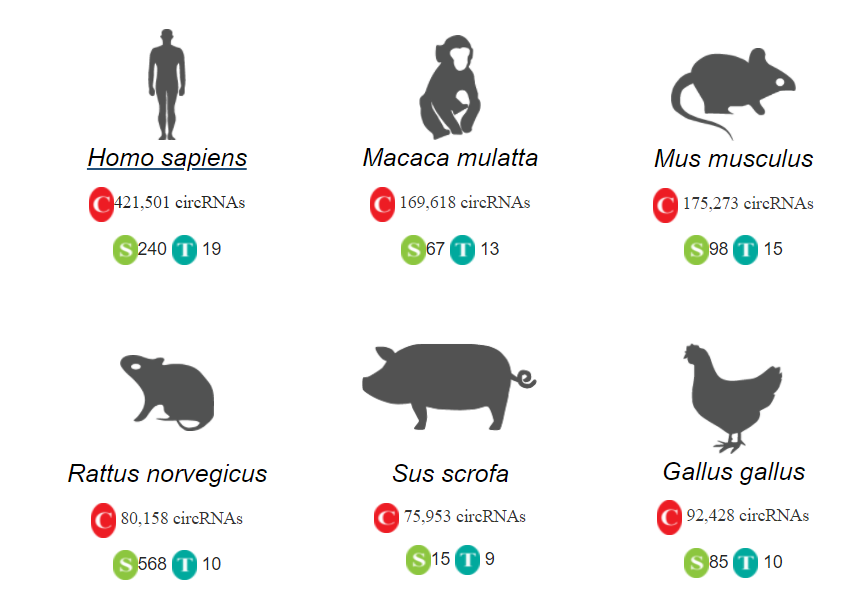 Homo sapiens
C 421,501 circRNAs
S 240 T 19
Macaca mulatta
C 169,618 circRNAs
S 67 T 13
Mus musculus
C 175,273 circRNAs
S 98 T 15
Rattus norvegicus
C 80,158 circRNAs
S 568 T 10
Sus scrofa
C 75,953 circRNAs
S 15 T 9
Gallus gallus
C 92,428 circRNAs
S 85 T 10